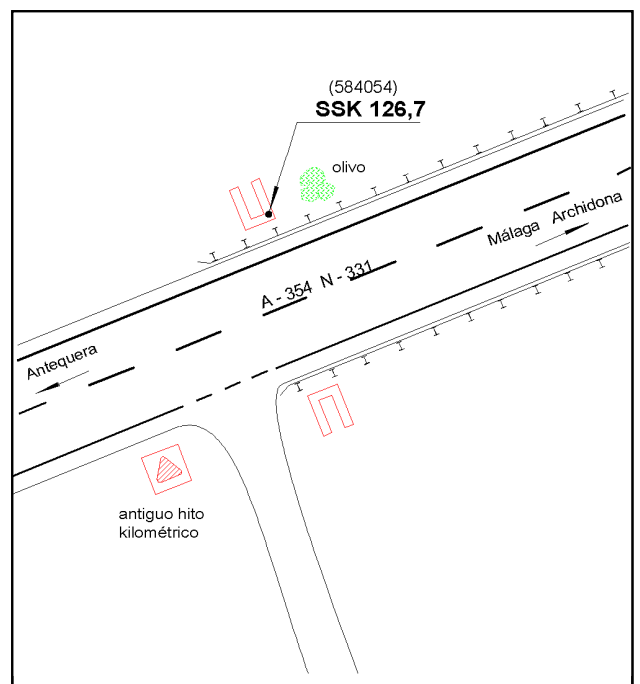 (584054)
SSK 126,7
olivo
Málaga Archidona
A - 354 N - 331
Antequera
antiguo hito
kilométrico